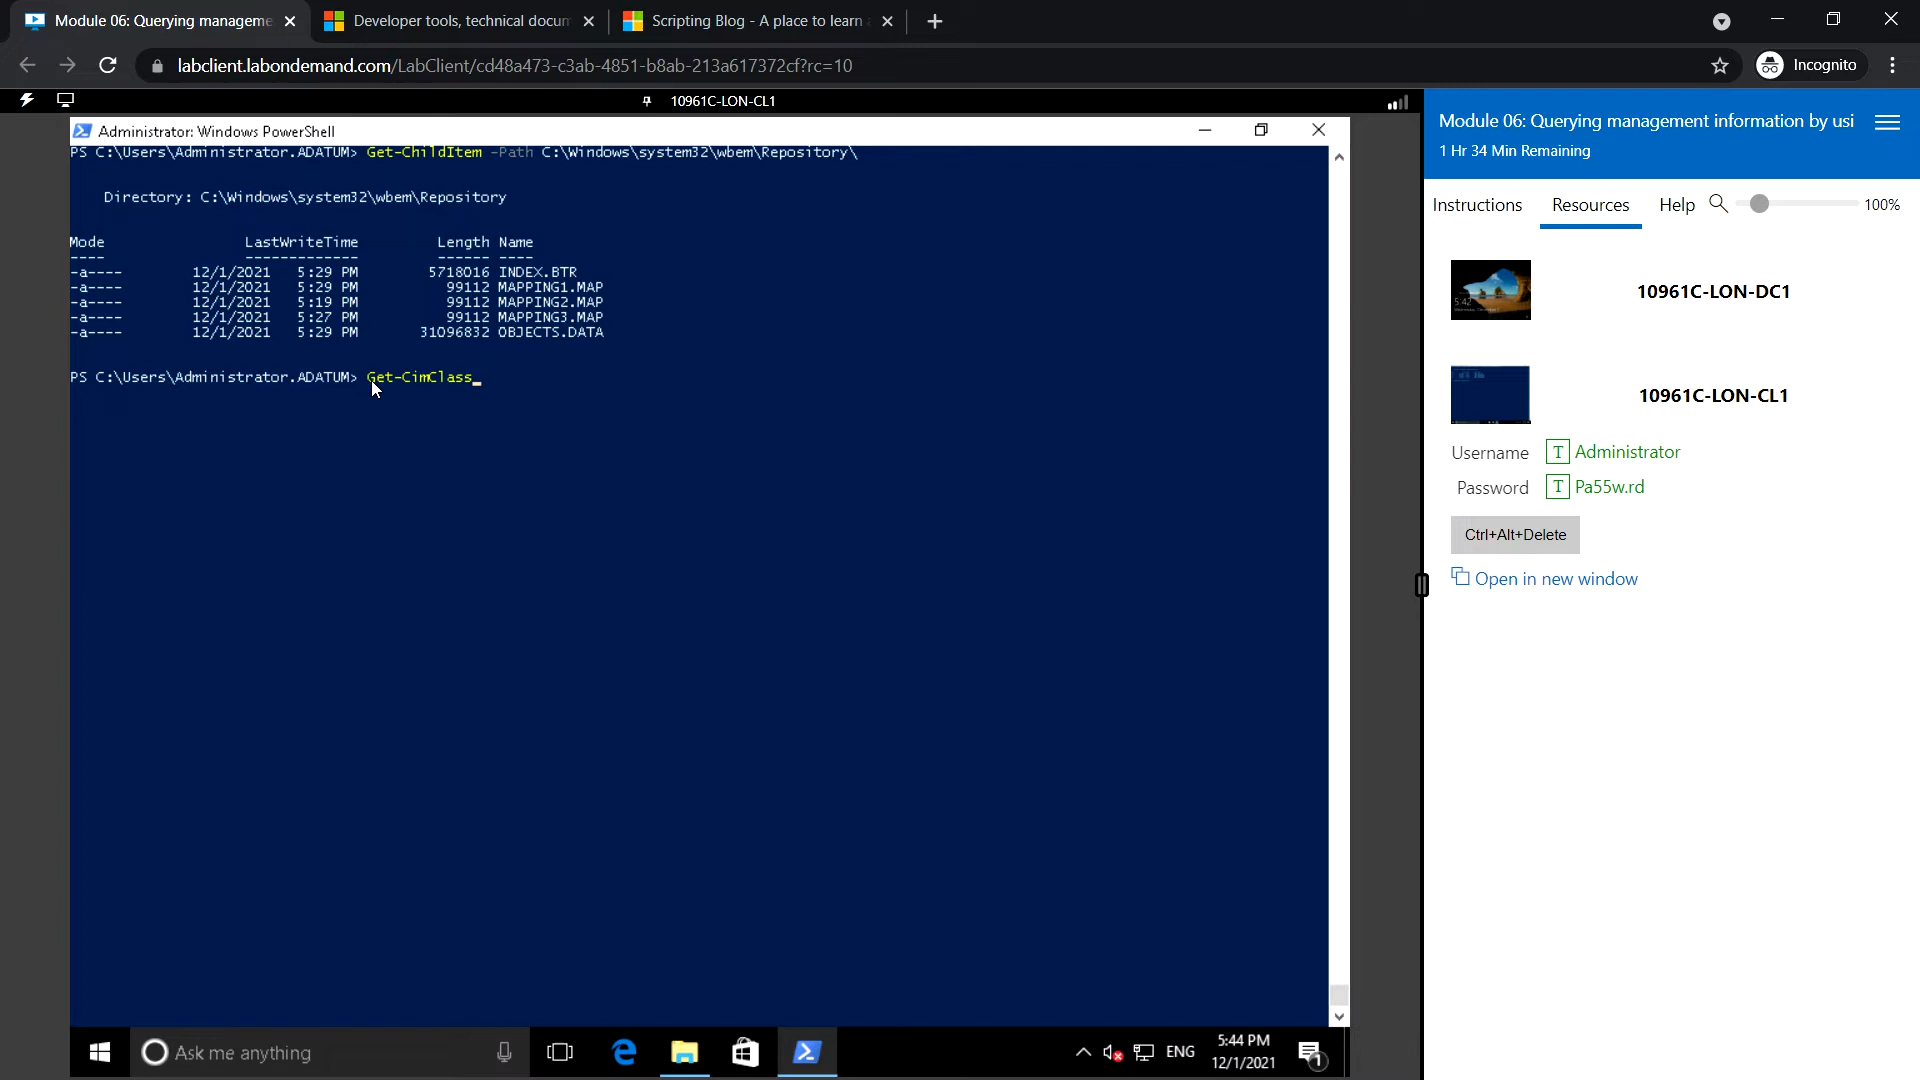 Module 06: Querying manageme
Developer tools, technical docum
Scripting Blog - A place to learn
labclient.labondemand.com/LabClient/cd48a473-c3ab-4851-b8ab-213a617372cf?rc=10
Incognito
10961C-LON-CL1
Administrator: Windows PowerShell
PS C:\Users\Administrator.ADATUM> Get-ChildItem -Path C:\Windows\system32\wbem\Repository\
Directory: C:\Windows\system32\wbem\Repository
Mode LastWriteTime Length Name
---- ------------- ------ ----
-a---- 12/1/2021 5:29 PM 5718016 INDEX.BTR
-a---- 12/1/2021 5:29 PM 99112 MAPPING1.MAP
-a---- 12/1/2021 5:19 PM 99112 MAPPING2.MAP
-a---- 12/1/2021 5:27 PM 99112 MAPPING3.MAP
-a---- 12/1/2021 5:29 PM 31096832 OBJECTS.DATA
PS C:\Users\Administrator.ADATUM> Get-CimClass_
Ask me anything
ENG
5:44 PM
12/1/2021
1
Module 06: Querying management information by usi
1 Hr 34 Min Remaining
Instructions
Resources
Help
100%
5:42
10961C-LON-DC1
10961C-LON-CL1
Username T Administrator
Password T Pa55w.rd
Ctrl+Alt+Delete
Open in new window